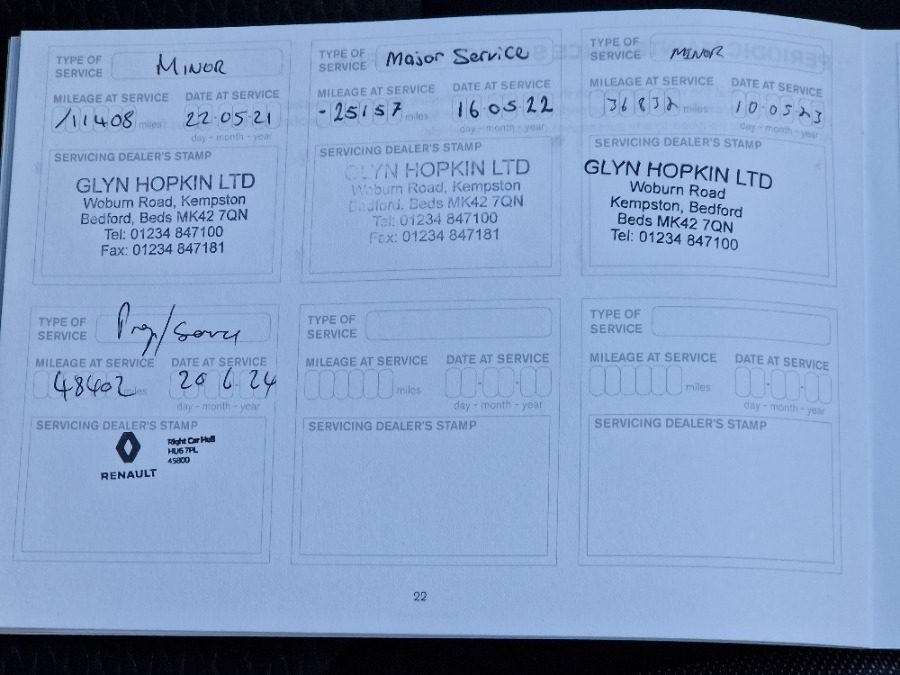 TYPE OF SERVICE MINOR
MILEAGE AT SERVICE DATE AT SERVICE
11408 miles 22-05-21
day - month - year
SERVICING DEALER'S STAMP
GLYN HOPKIN LTD
Woburn Road, Kempston
Bedford, Beds MK42 7QN
Tel: 01234 847100
Fax: 01234 847181
TYPE OF SERVICE Major Service
MILEAGE AT SERVICE DATE AT SERVICE
-25157 miles 16-05-22
day - month - year
SERVICING DEALER'S STAMP
GLYN HOPKIN LTD
Woburn Road, Kempston
Bedford, Beds MK42 7QN
Tel: 01234 847100
Fax: 01234 847181
TYPE OF SERVICE MINOR
MILEAGE AT SERVICE DATE AT SERVICE
36832 miles 10-05-23
day - month - year
SERVICING DEALER'S STAMP
GLYN HOPKIN LTD
Woburn Road
Kempston, Bedford
Beds MK42 7QN
Tel: 01234 847100
TYPE OF SERVICE
MILEAGE AT SERVICE DATE AT SERVICE
48402 miles 20 6-24
day - month - year
SERVICING DEALER'S STAMP
RENAULT
Right Car Hull
HU6 7PL
45800
TYPE OF SERVICE
MILEAGE AT SERVICE DATE AT SERVICE
miles
day - month - year
SERVICING DEALER'S STAMP
TYPE OF SERVICE
MILEAGE AT SERVICE DATE AT SERVICE
miles
day - month - year
SERVICING DEALER'S STAMP
22